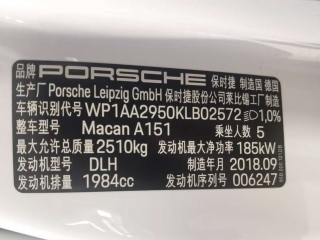 品牌 PORSCHE 保时捷 制造国 德国
生产厂 Porsche Leipzig GmbH 保时捷股份公司莱比锡工厂制造
车辆识别代号 WP1AA2950KLB02572 1,0%
整车型号 Macan A151 乘坐人数 5
最大允许总质量 2510kg 发动机最大净功率 185kW
发动机型号 DLH 制造年月 2018.09
发动机排量 1984cc 发动机序列号 006247